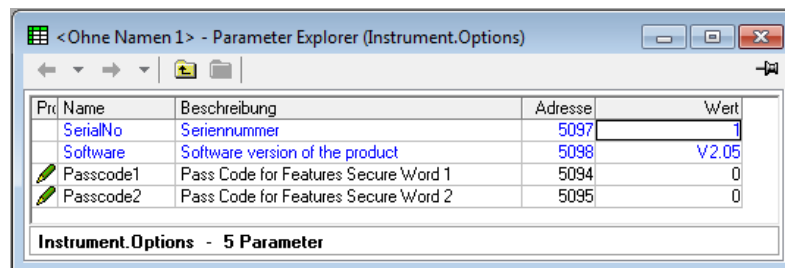 <Ohne Namen 1> - Parameter Explorer (Instrument.Options)
Pro Name Beschreibung Adresse Wert
SerialNo Seriennummer 5097 1
Software Software version of the product 5098 V2.05
Passcode1 Pass Code for Features Secure Word 1 5094 0
Passcode2 Pass Code for Features Secure Word 2 5095 0
Instrument.Options - 5 Parameter